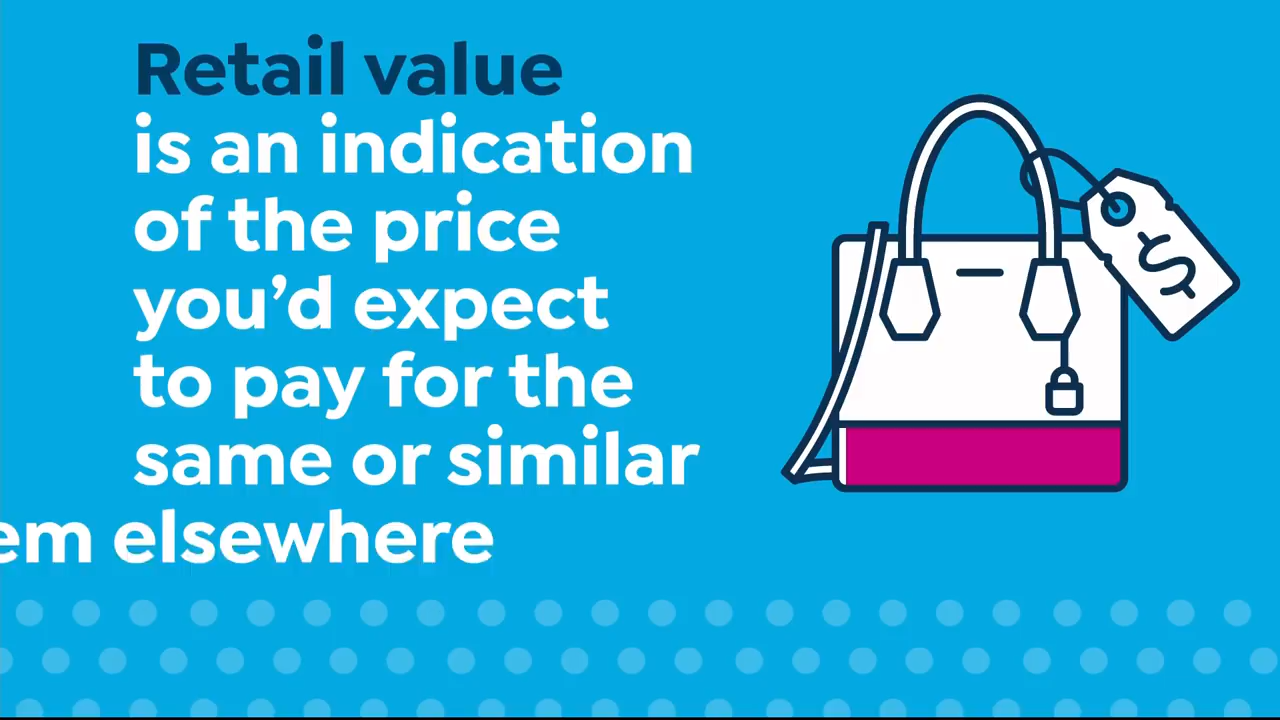 Retail value
is an indication
of the price
you’d expect
to pay for the
same or similar
em elsewhere
$